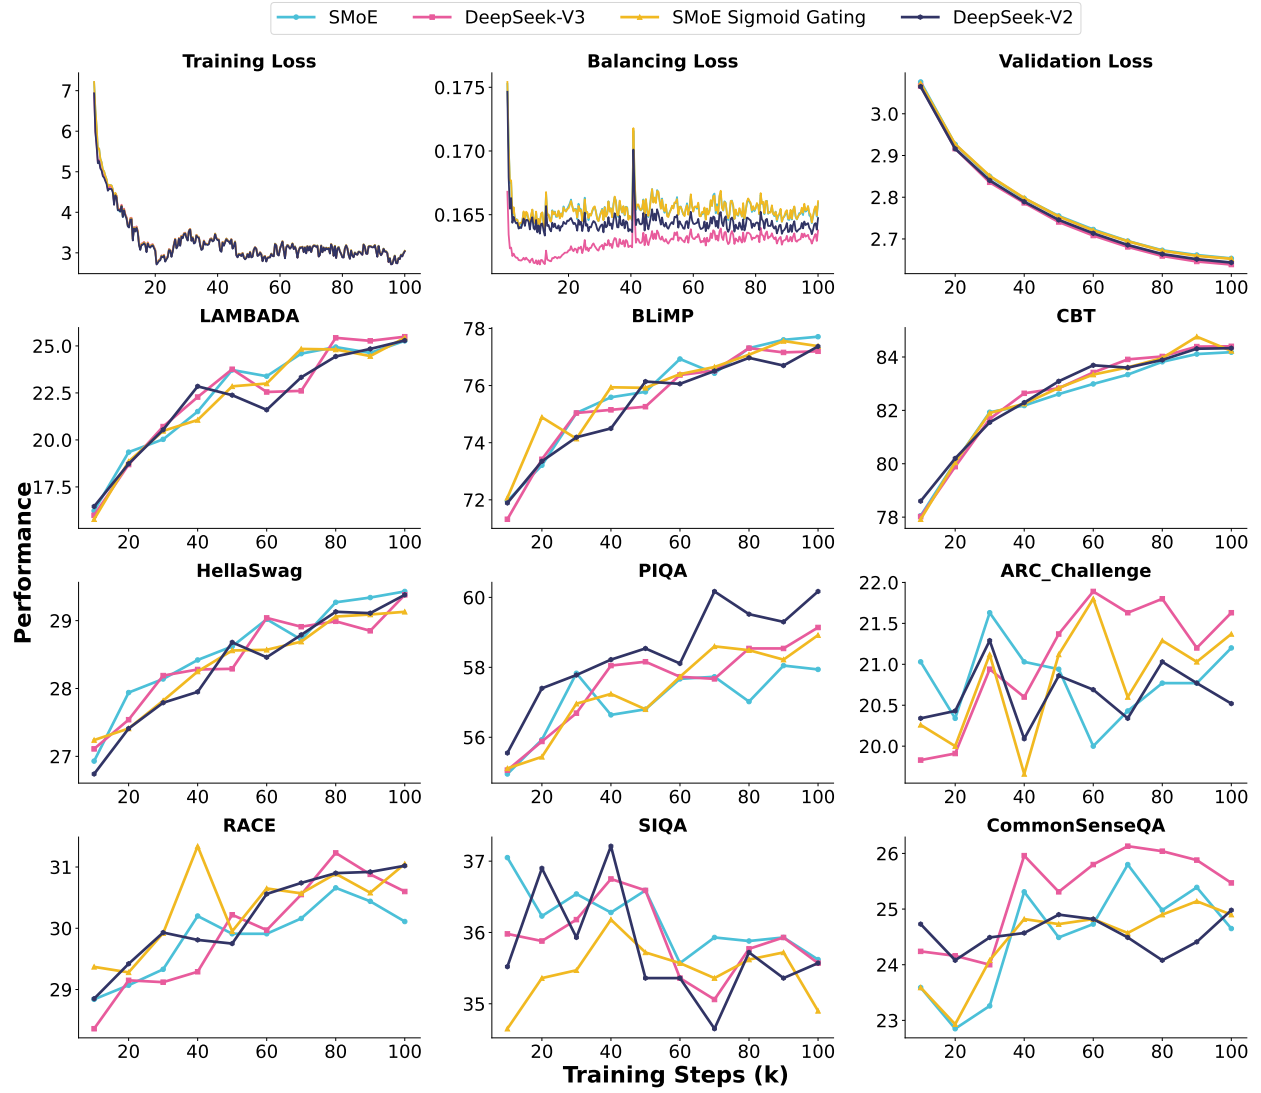 SMoE DeepSeek-V3 SMoE Sigmoid Gating DeepSeek-V2
Training Loss Balancing Loss Validation Loss
7
6
5
4
3
20 40 60 80 100
0.175
0.170
0.165
20 40 60 80 100
3.0
2.9
2.8
2.7
20 40 60 80 100
LAMBADA BLiMP CBT
25.0
22.5
20.0
17.5
20 40 60 80 100
78
76
74
72
20 40 60 80 100
84
82
80
78
20 40 60 80 100
Performance
HellaSwag PIQA ARC_Challenge
29
28
27
20 40 60 80 100
60
58
56
20 40 60 80 100
22.0
21.5
21.0
20.5
20.0
20 40 60 80 100
RACE SIQA CommonSenseQA
31
30
29
20 40 60 80 100
37
36
35
20 40 60 80 100
26
25
24
23
20 40 60 80 100
Training Steps (k)